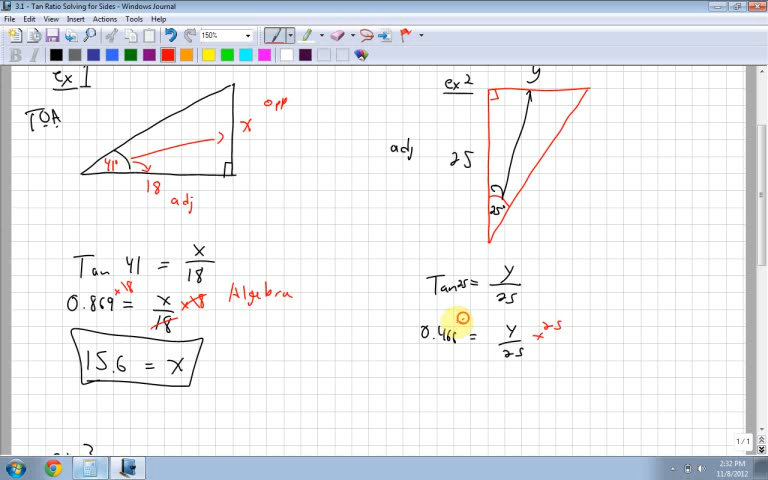 3.1 - Tan Ratio Solving for Sides - Windows Journal
File Edit View Insert Actions Tools Help
150%
B I
ex 1
TOA
41°
18
adj
x
opp
Tan 41 = x/18
0.869 x18 = x/18 x18 Algebra
15.6 = x
ex 2
y
adj 25
25°
Tan 25 = y/25
0.466 = y/25 x 25
1 / 1
2:32 PM
11/8/2012